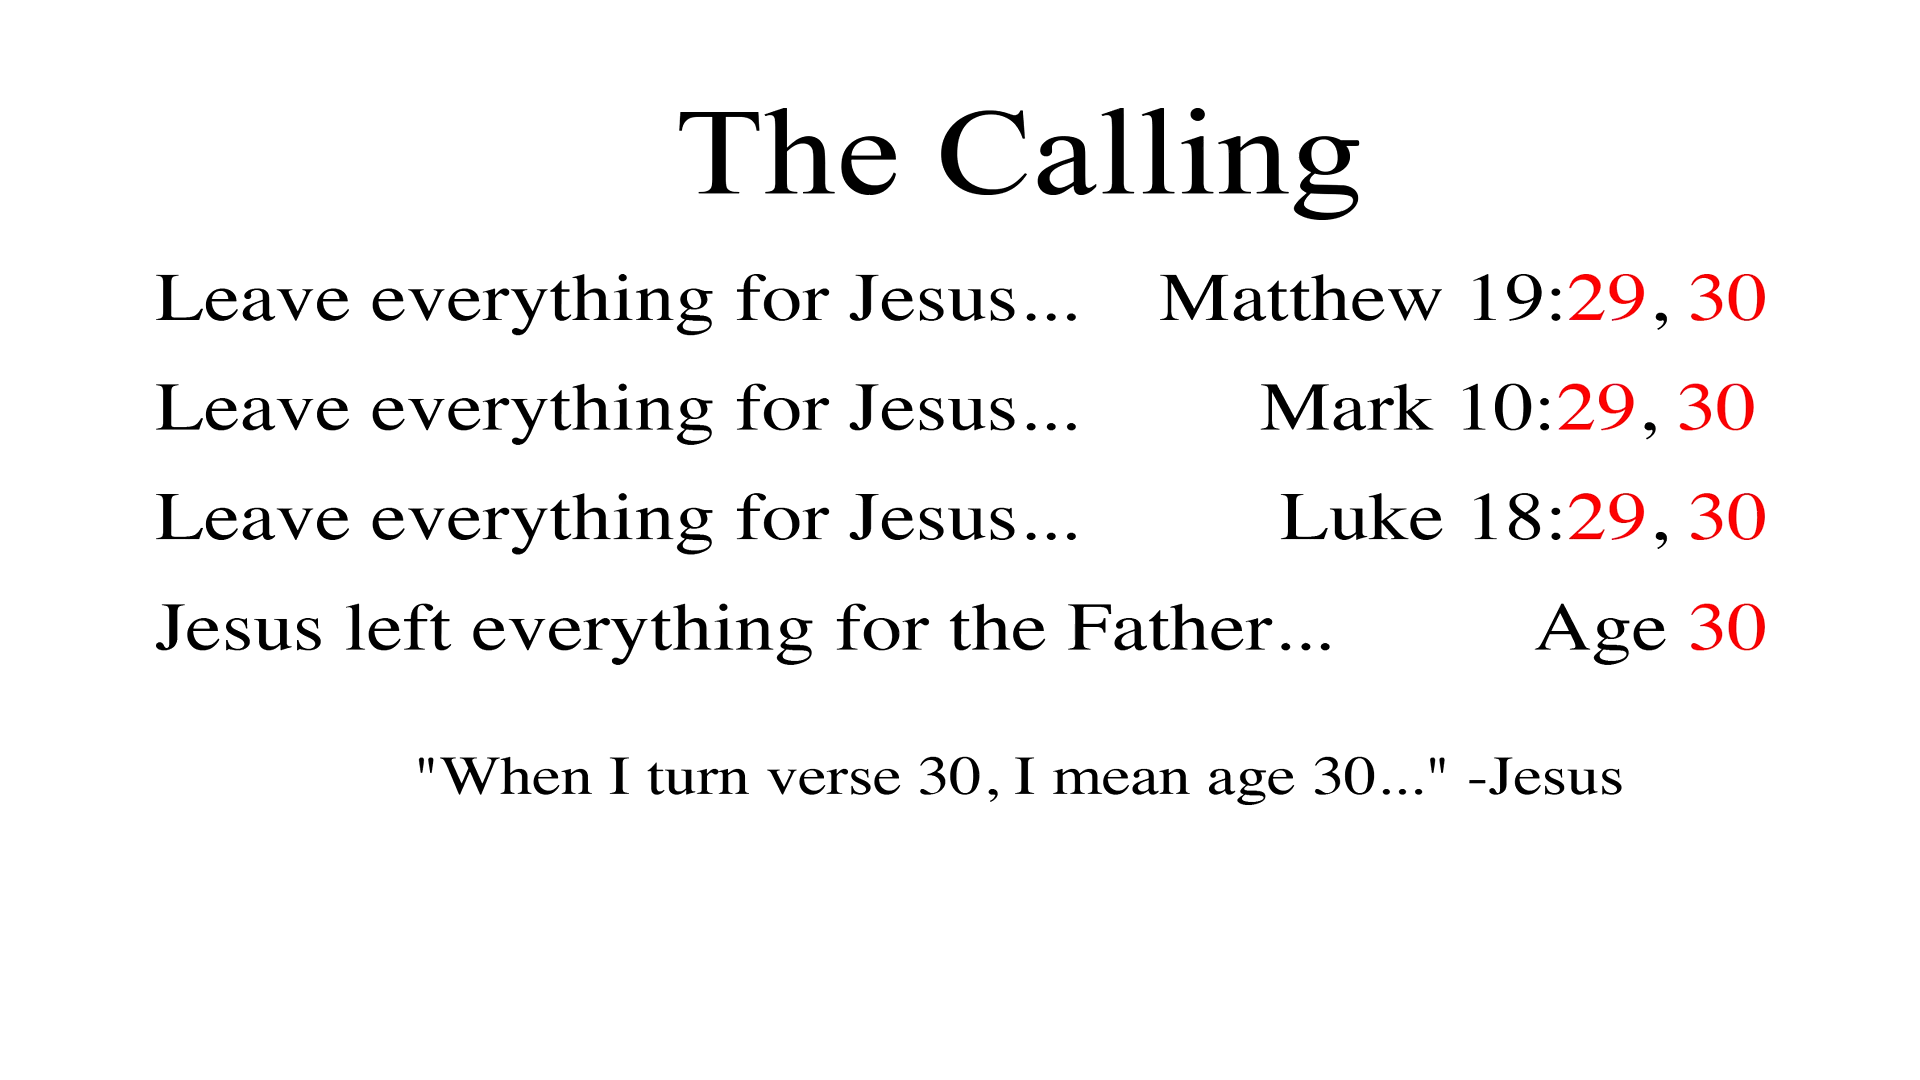 The Calling
Leave everything for Jesus... Matthew 19:29, 30
Leave everything for Jesus... Mark 10:29, 30
Leave everything for Jesus... Luke 18:29, 30
Jesus left everything for the Father... Age 30
"When I turn verse 30, I mean age 30..." -Jesus